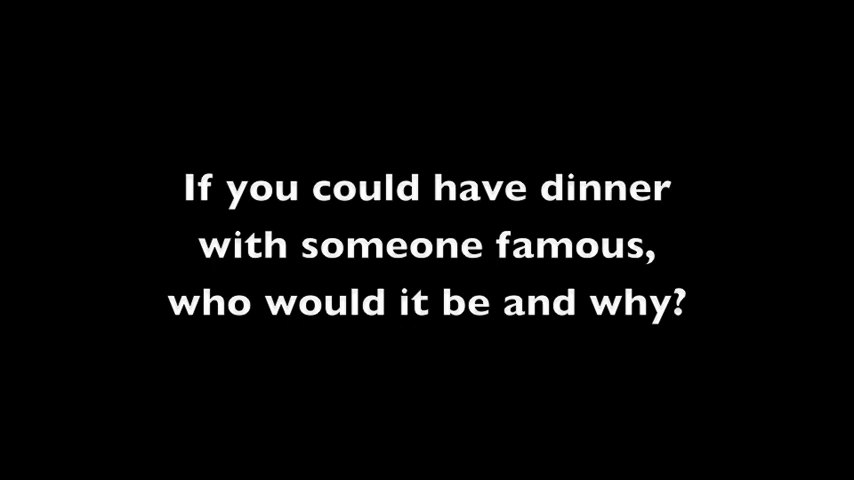 If you could have dinner
with someone famous,
who would it be and why?